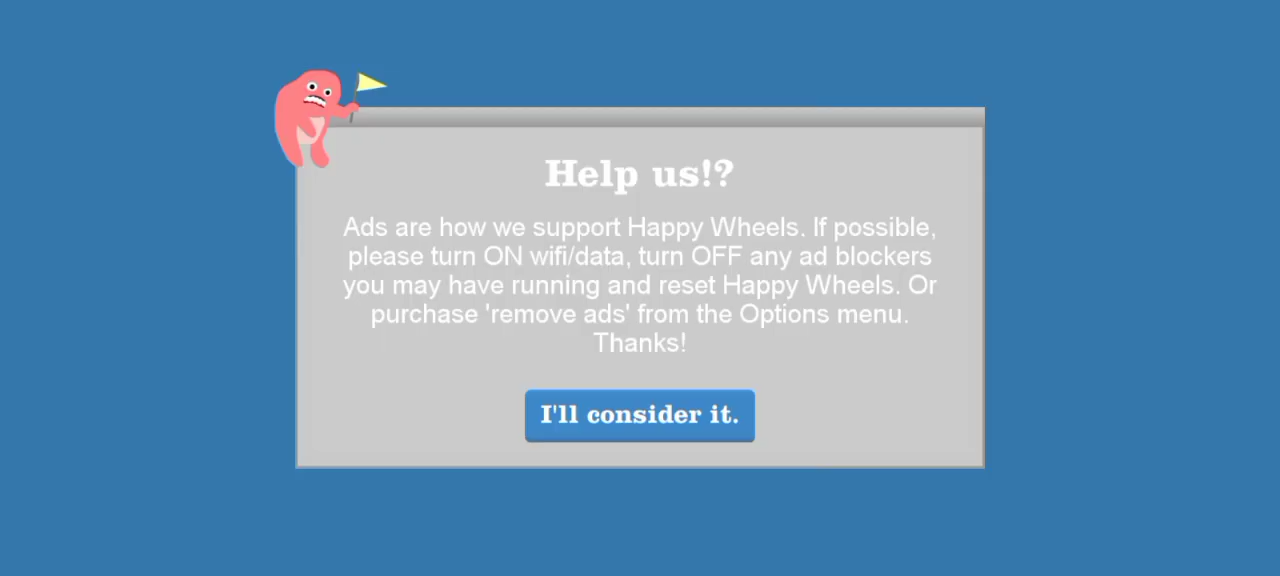 Help us!?
Ads are how we support Happy Wheels. If possible,
please turn ON wifi/data, turn OFF any ad blockers
you may have running and reset Happy Wheels. Or
purchase 'remove ads' from the Options menu.
Thanks!
I'll consider it.